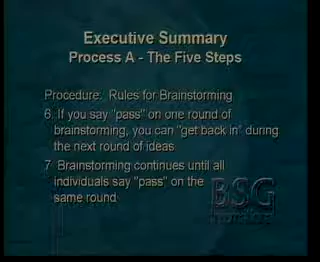 Executive Summary
Process A - The Five Steps
Procedure: Rules for Brainstorming
6. If you say "pass" on one round of
brainstorming, you can "get back in" during
the next round of ideas
7. Brainstorming continues until all
individuals say "pass" on the
same round
BSG